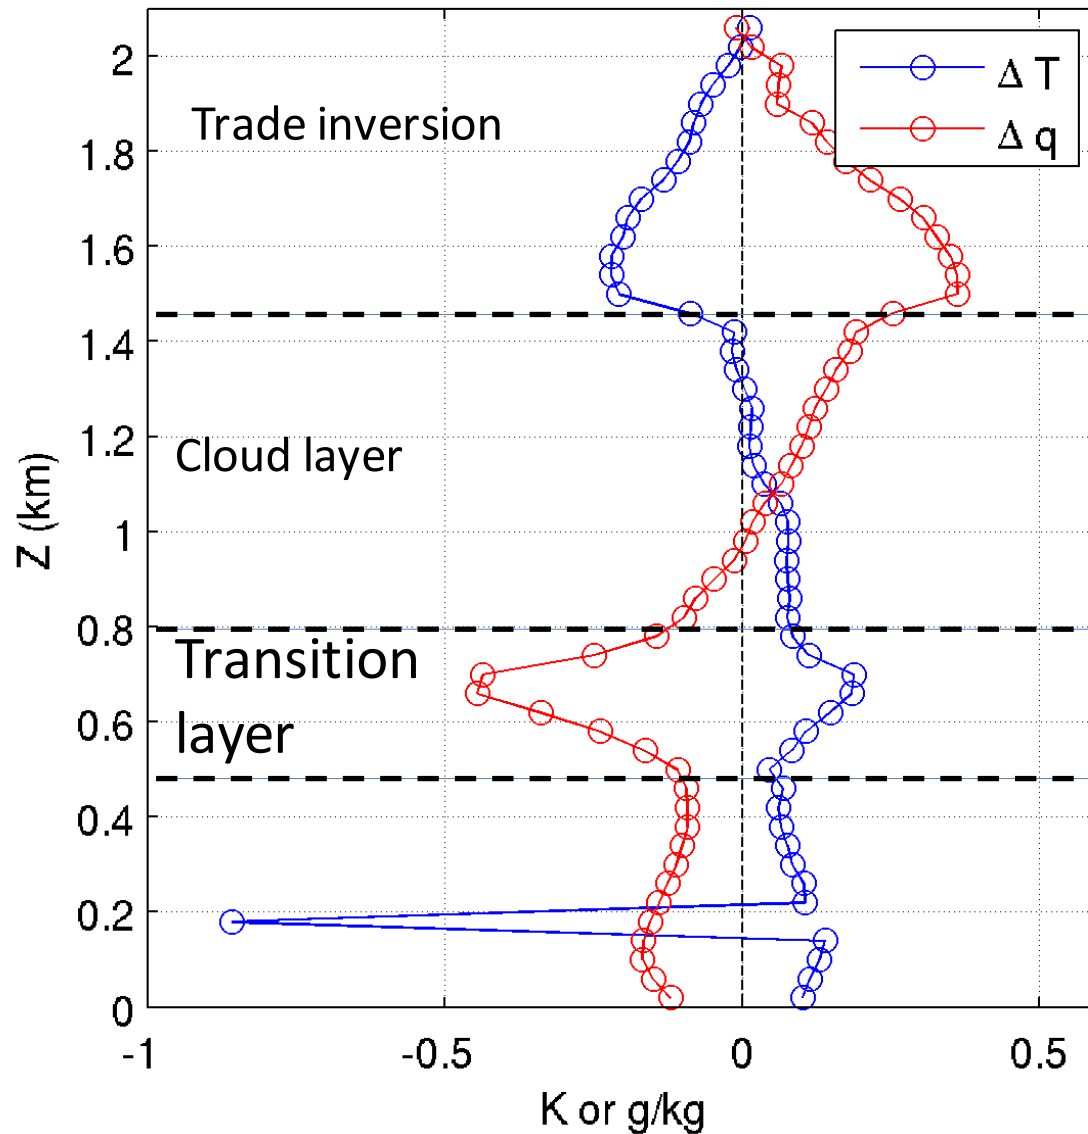 Δ T
Δ q
Trade inversion
Cloud layer
Transition
layer
2
1.8
1.6
1.4
1.2
1
0.8
0.6
0.4
0.2
0
Z (km)
-1
-0.5
0
0.5
K or g/kg